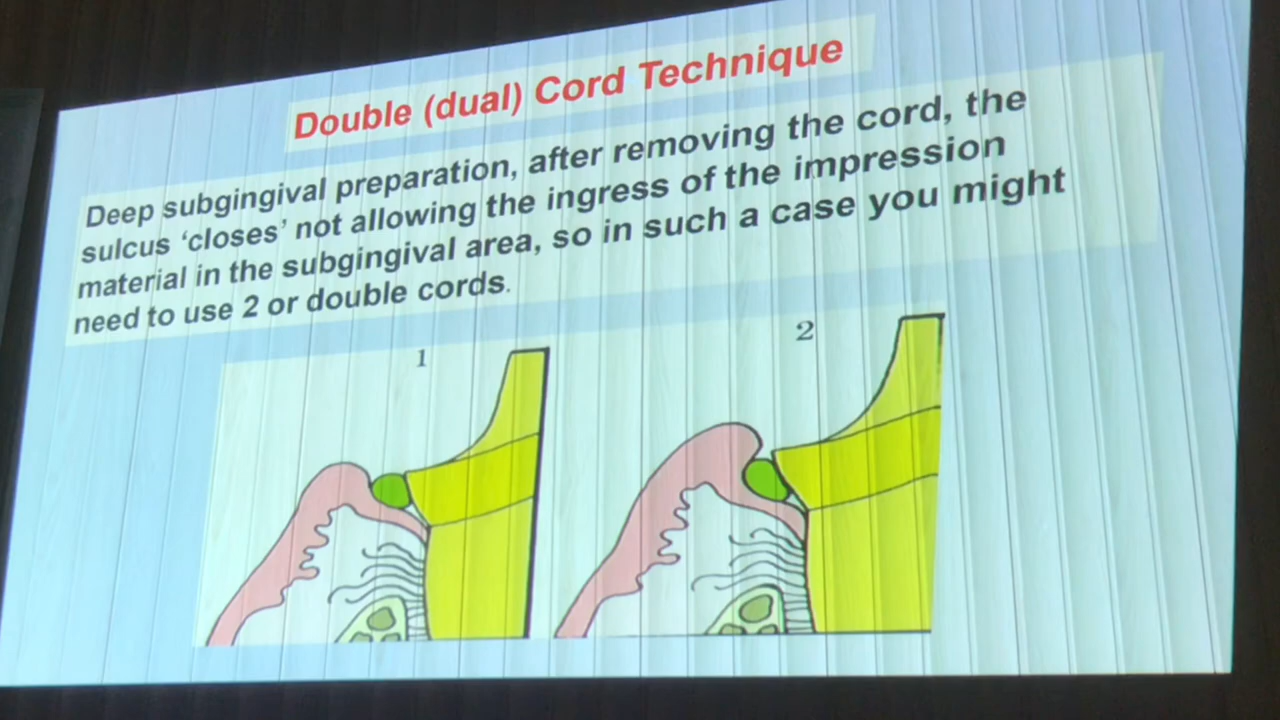 Double (dual) Cord Technique
Deep subgingival preparation, after removing the cord, the
sulcus ‘closes’ not allowing the ingress of the impression
material in the subgingival area, so in such a case you might
need to use 2 or double cords.
1
2